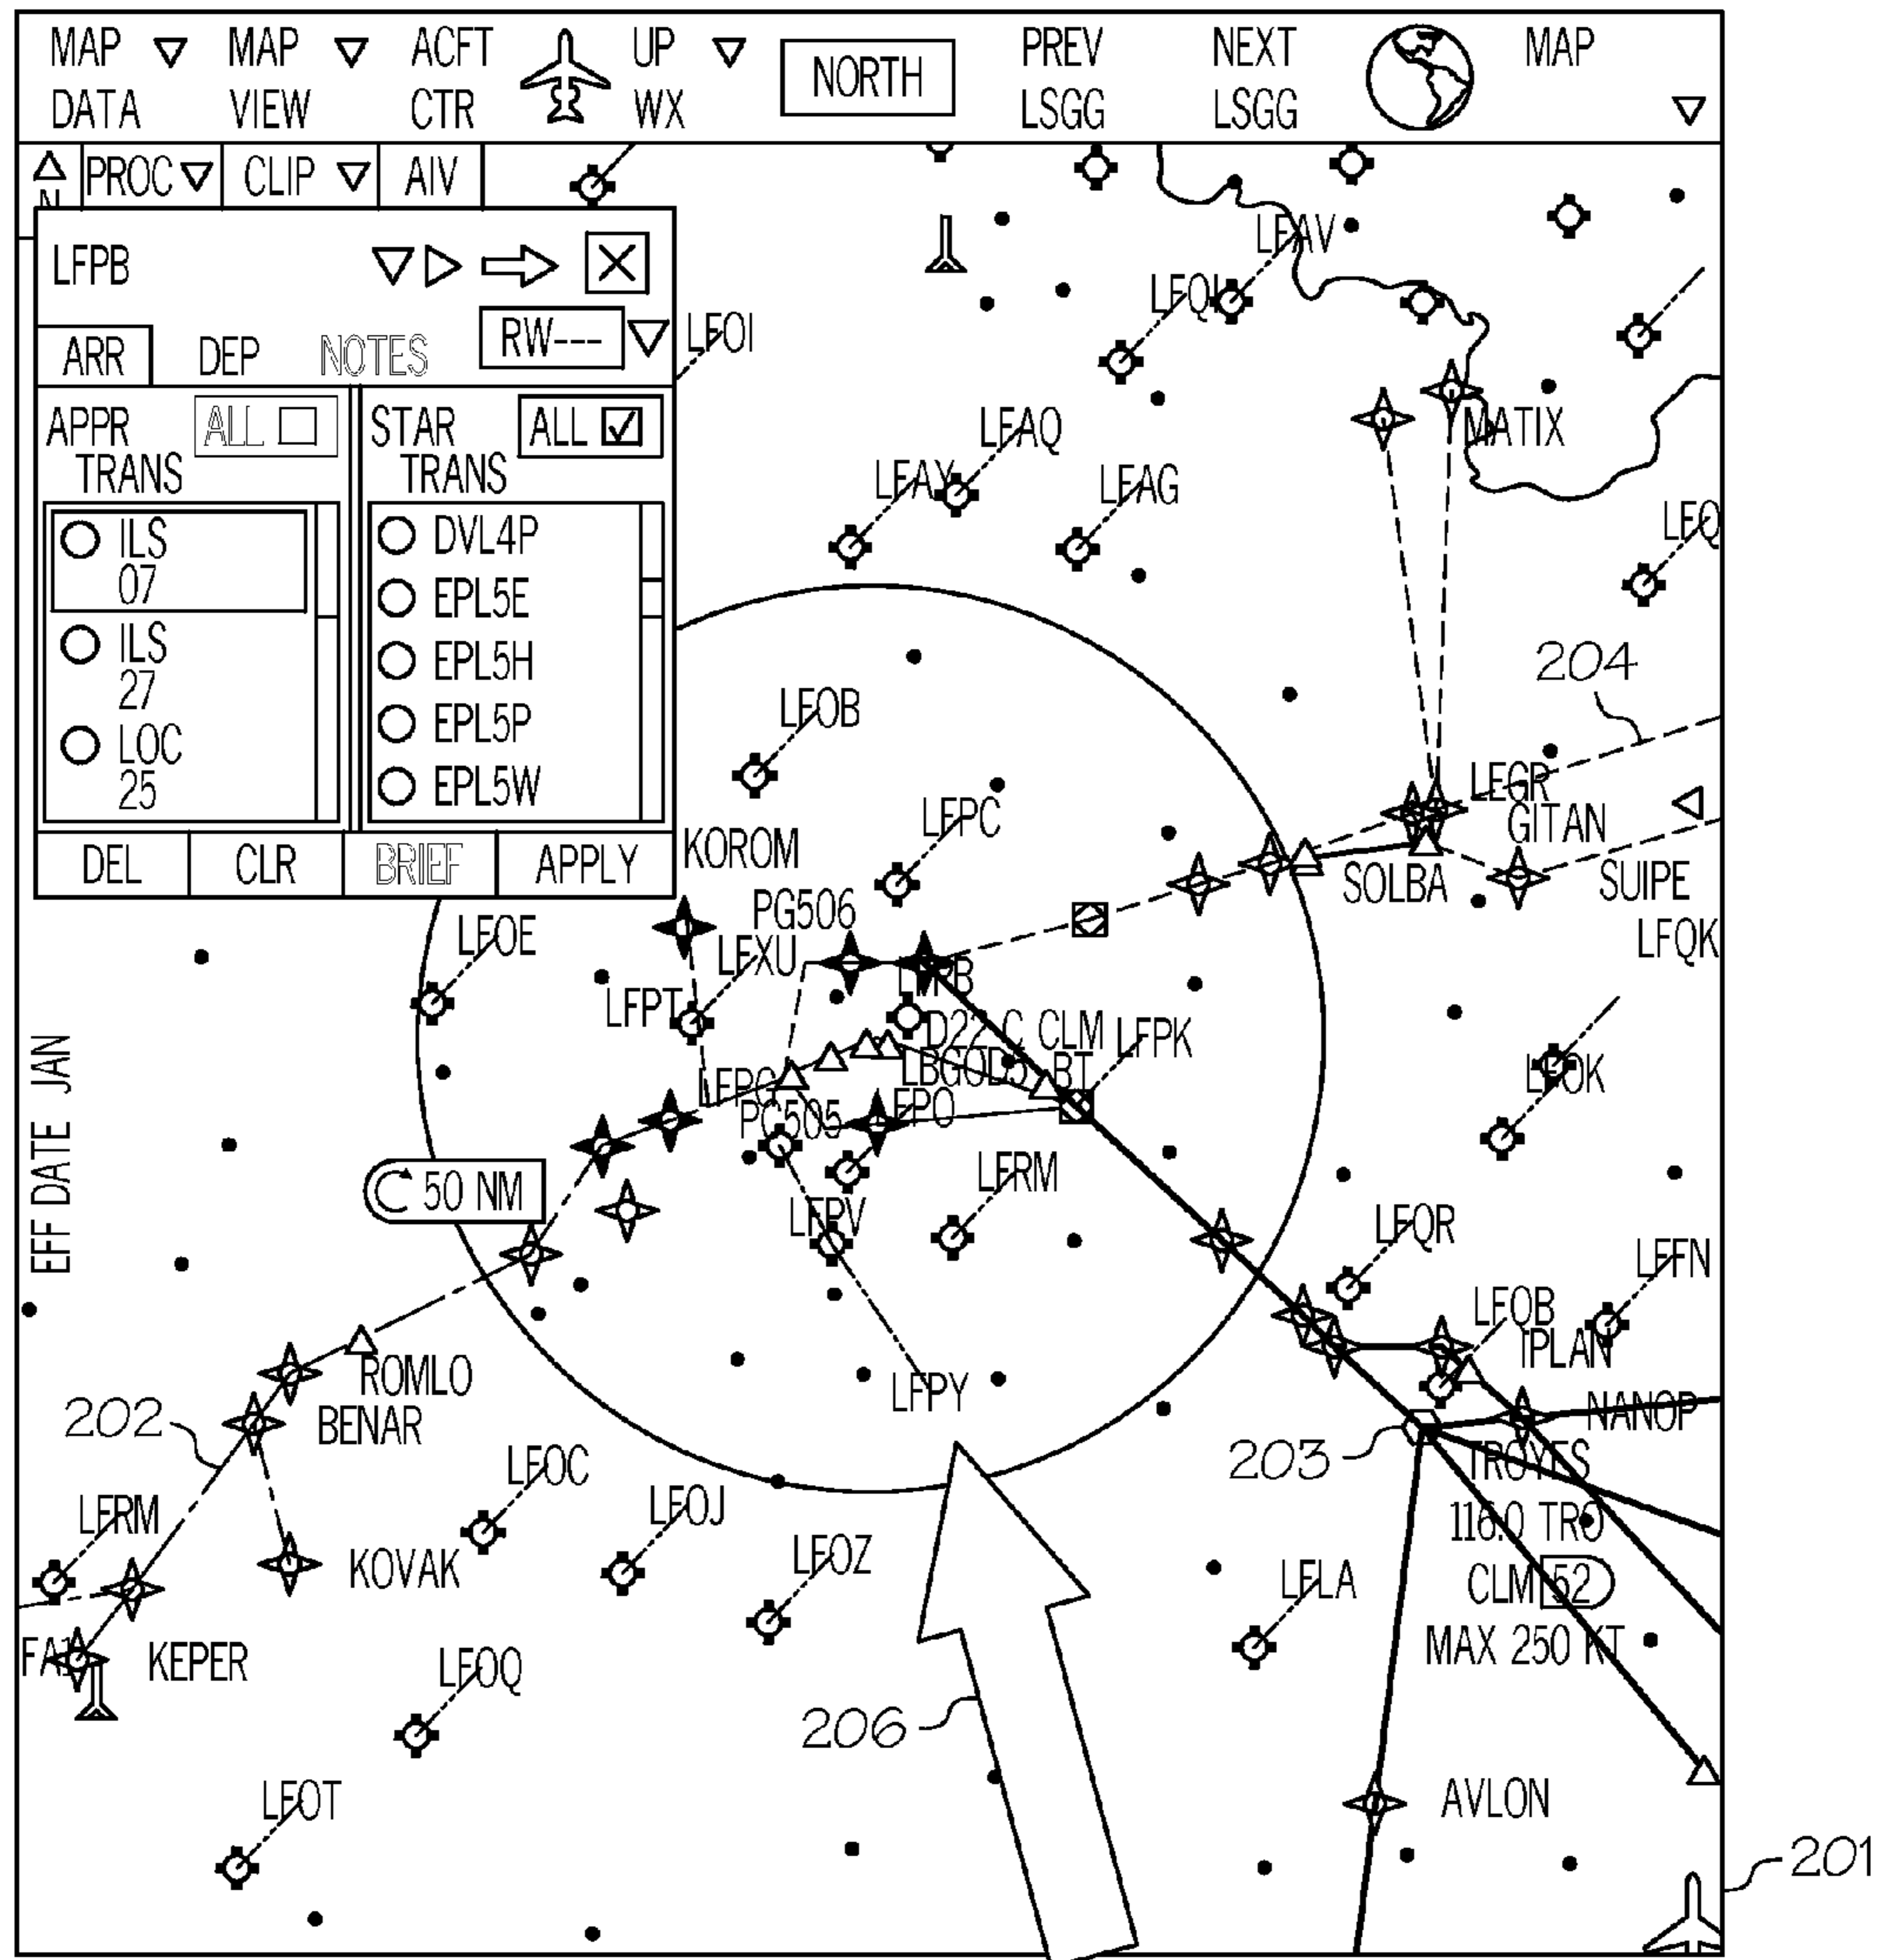 MAP DATA
MAP VIEW
ACFT CTR
UP WX
NORTH
PREV LSGG
NEXT LSGG
MAP
N
PROC
CLIP
AIV
LFPB
RW---
ARR
DEP
NOTES
APPR
ALL
STAR
ALL
TRANS
TRANS
ILS
07
ILS
27
LOC
25
DVL4P
EPL5E
EPL5H
EPL5P
EPL5W
DEL
CLR
BRIEF
APPLY
LFOI
LFAV
LFQI
MATIX
LFAQ
LFAY
LFAG
LFQ
204
LFOB
LFPC
LEGR
GITAN
KOROM
SOLBA
SUIPE
PG506
LFQK
LFOE
LFXU
LFPT
CLM
LFPK
PG505
50 NM
LFRM
LFPV
LFQR
LFFN
LFOB
IPLAN
EFF DATE JAN
ROMLO
LFPY
NANOP
202
BENAR
203
TROYES
LFOC
LFOJ
116.0 TRO
LFRM
KOVAK
LFOZ
LFLA
CLM 52
MAX 250 KT
KEPER
LFOQ
206
LFOT
AVLON
201